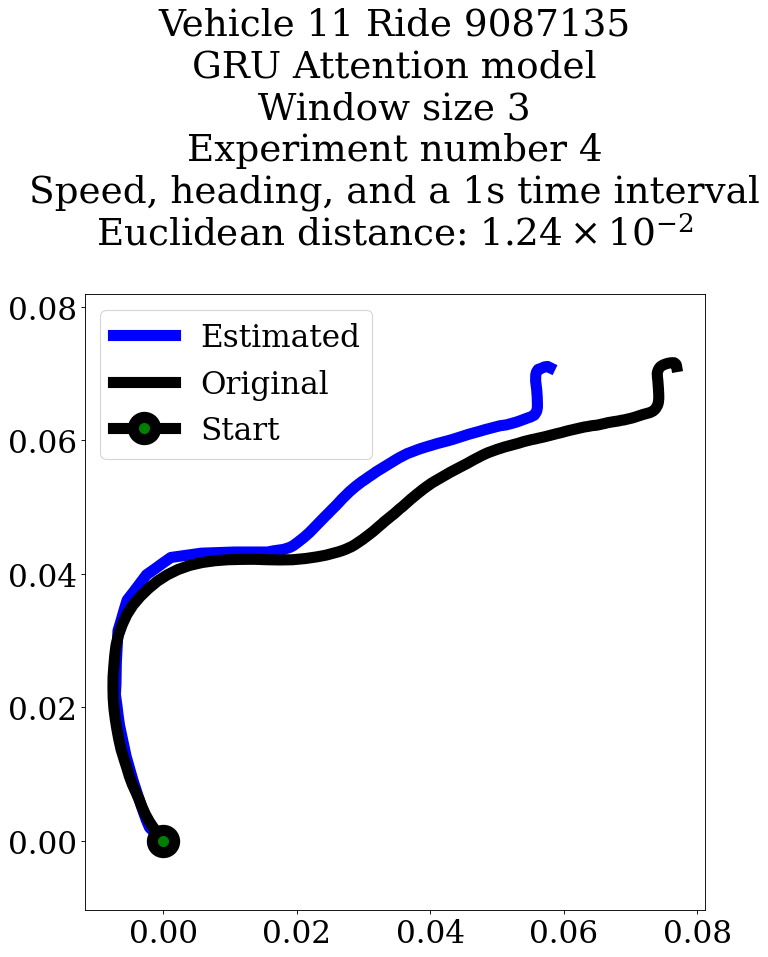 Vehicle 11 Ride 9087135
GRU Attention model
Window size 3
Experiment number 4
Speed, heading, and a 1s time interval
Euclidean distance: 1.24 × 10⁻²
0.08
0.06
0.04
0.02
0.00
Estimated
Original
Start
0.00 0.02 0.04 0.06 0.08